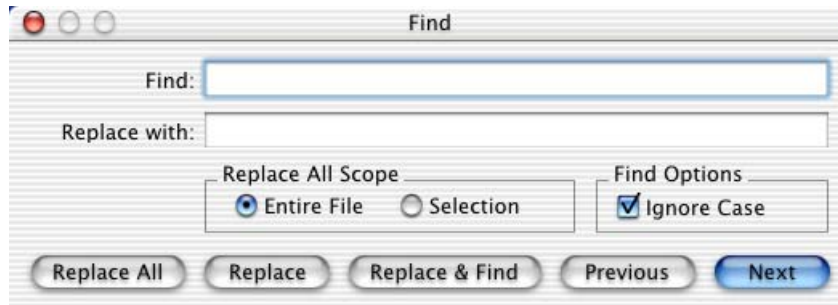 Find
Find:
Replace with:
Replace All Scope Find Options
Entire File Selection Ignore Case
Replace All Replace Replace & Find Previous Next